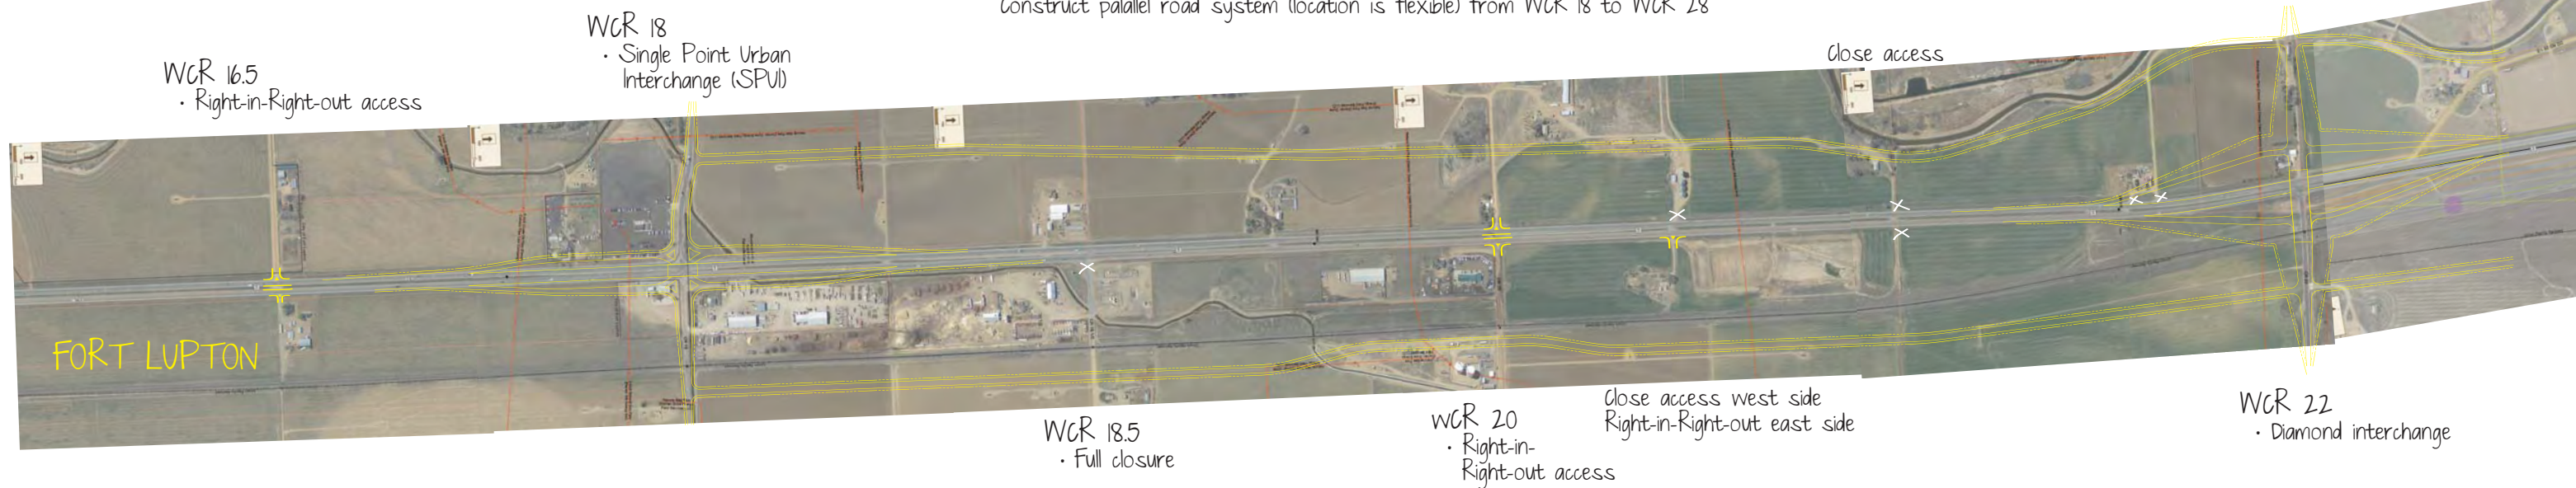 Construct palallel road system (location is flexible) from WCR 18 to WCR 28
WCR 18
• Single Point Urban
Interchange (SPUI)
Close access
WCR 16.5
• Right-in-Right-out access
FORT LUPTON
Close access west side
Right-in-Right-out east side
WCR 18.5
• Full closure
WCR 20
• Right-in-
Right-out access
WCR 22
• Diamond interchange